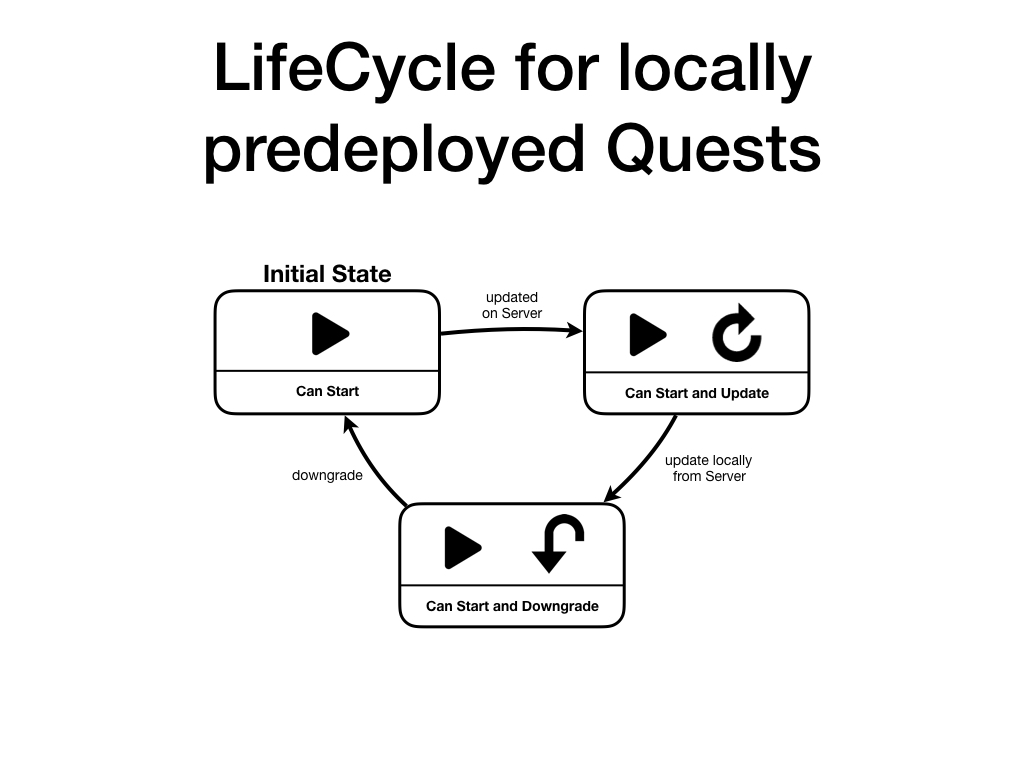 LifeCycle for locally
predeployed Quests
Initial State
updated
on Server
Can Start
Can Start and Update
downgrade
update locally
from Server
Can Start and Downgrade